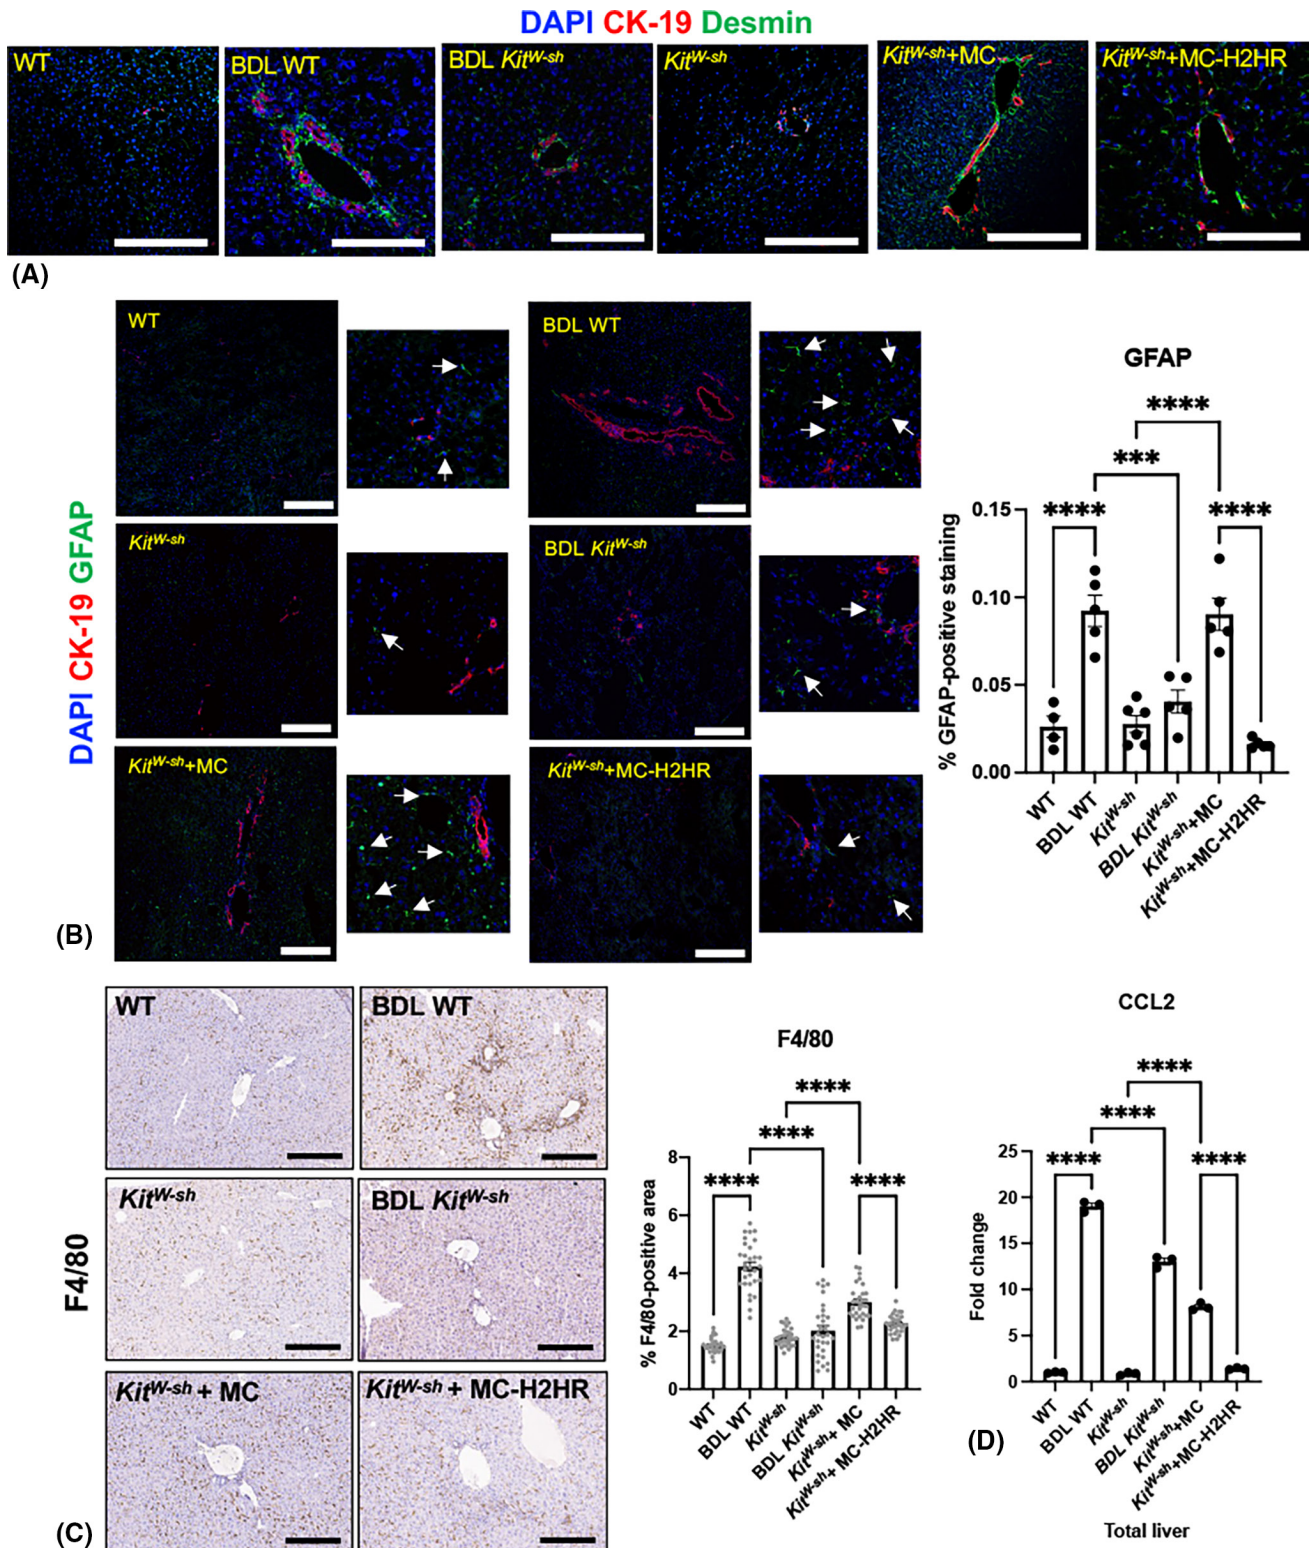 DAPI CK-19 Desmin
WT
BDL WT
BDL Kit^W-sh
Kit^W-sh
Kit^W-sh+MC
Kit^W-sh+MC-H2HR
(A)
DAPI CK-19 GFAP
WT
BDL WT
Kit^W-sh
BDL Kit^W-sh
Kit^W-sh+MC
Kit^W-sh+MC-H2HR
(B)
GFAP
****
***
**** ****
% GFAP-positive staining
0.15
0.10
0.05
0.00
WT
BDL WT
Kit^W-sh
BDL Kit^W-sh
Kit^W-sh+MC
Kit^W-sh+MC-H2HR
F4/80
WT
BDL WT
Kit^W-sh
BDL Kit^W-sh
Kit^W-sh + MC
Kit^W-sh + MC-H2HR
(C)
F4/80
****
****
**** ****
% F4/80-positive area
8
6
4
2
0
WT
BDL WT
Kit^W-sh
BDL Kit^W-sh
Kit^W-sh+ MC
Kit^W-sh+ MC-H2HR
CCL2
****
****
**** ****
Fold change
25
20
15
10
5
0
WT
BDL WT
Kit^W-sh
BDL Kit^W-sh
Kit^W-sh+MC
Kit^W-sh+MC-H2HR
(D)
Total liver